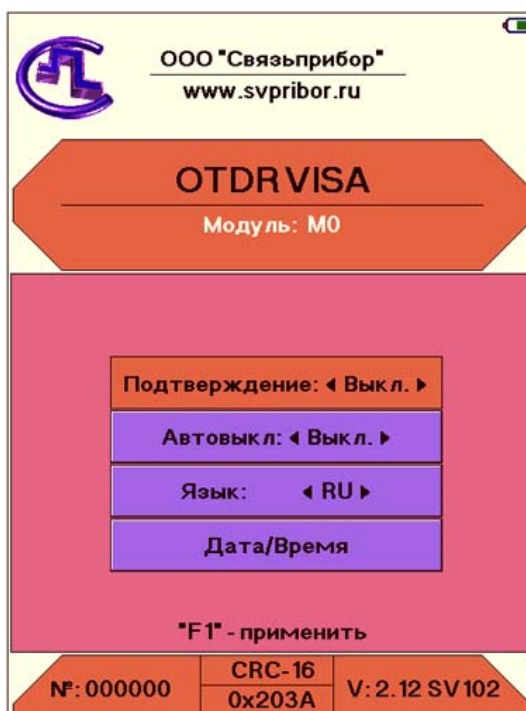 ООО "Связьприбор"
www.svpribor.ru
OTDR VISA
Модуль: M0
Подтверждение: ◀ Выкл. ▶
Автовыкл: ◀ Выкл. ▶
Язык: ◀ RU ▶
Дата/Время
"F1" - применить
№: 000000
CRC-16
0x203A
V: 2.12 SV102